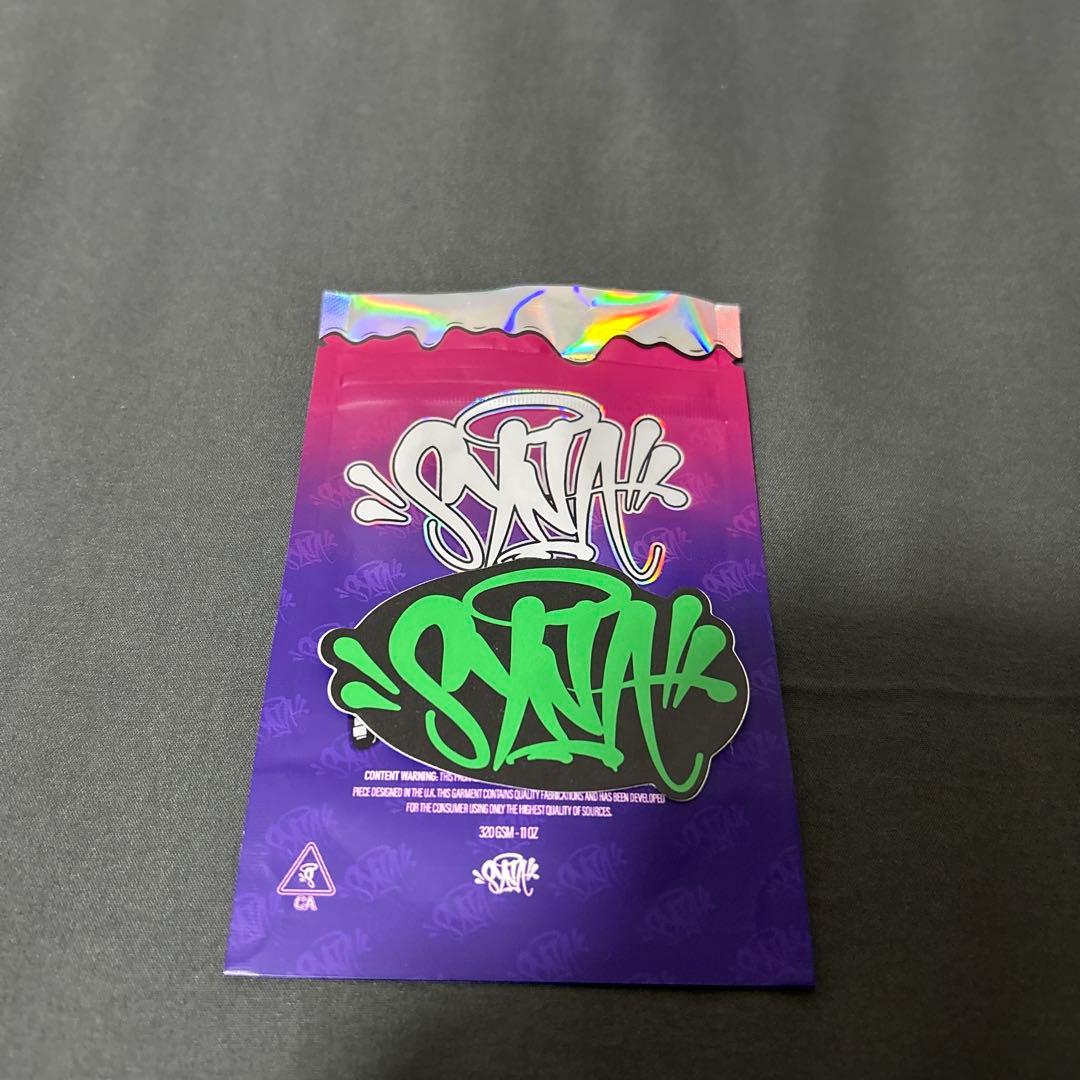 SYNA
SYNA
CONTENT WARNING: THIS
PIECE DESIGNED IN THE U.K. THIS GARMENT CONTAINS QUALITY FABRICATIONS AND HAS BEEN DEVELOPED
FOR THE CONSUMER USING ONLY THE HIGHEST QUALITY OF SOURCES.
320 GSM - 11 OZ
SYNA
CA